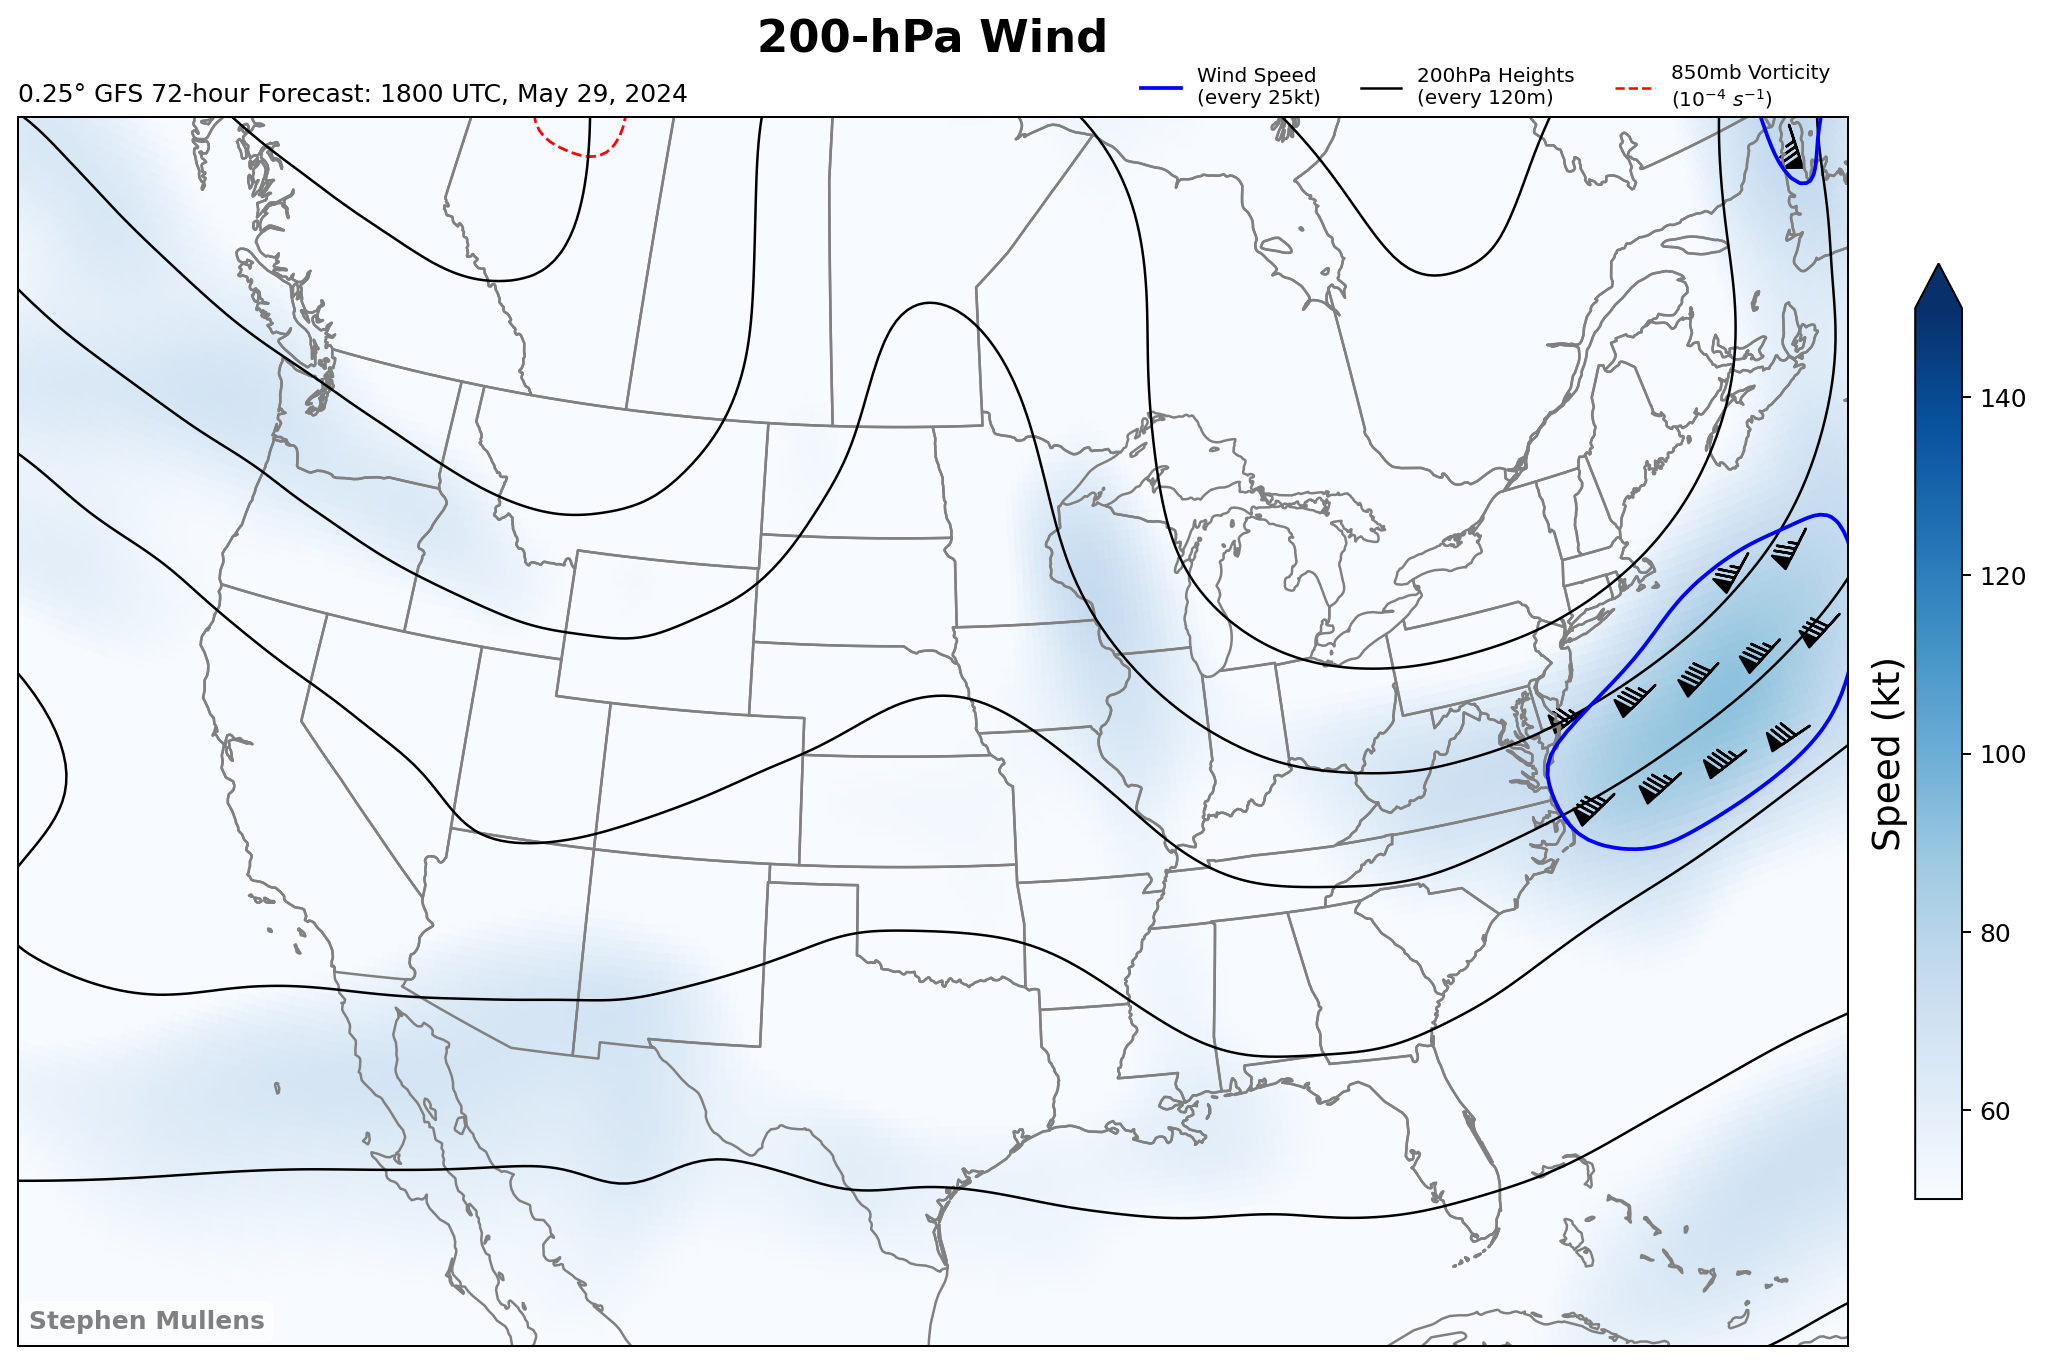 200-hPa Wind
0.25° GFS 72-hour Forecast: 1800 UTC, May 29, 2024
Wind Speed
(every 25kt)
200hPa Heights
(every 120m)
850mb Vorticity
(10⁻⁴ s⁻¹)
140
120
100
80
60
Speed (kt)
Stephen Mullens